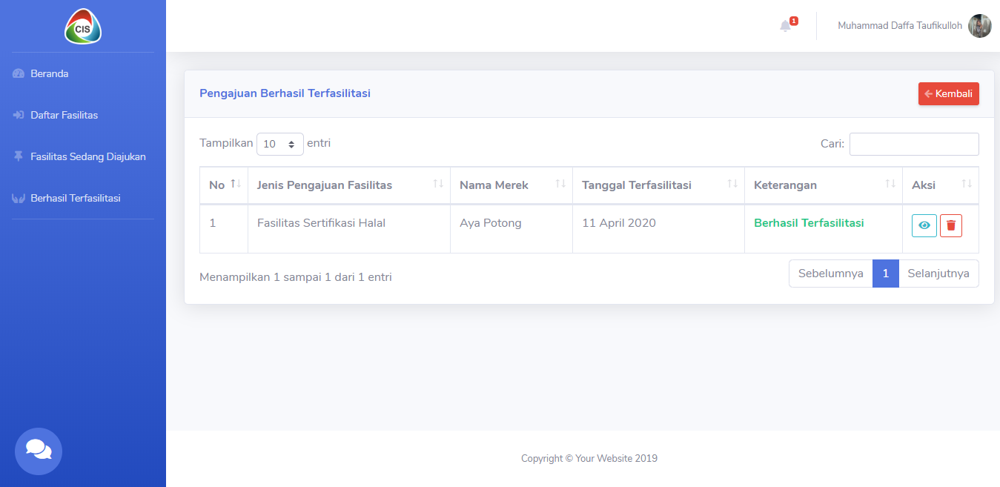 CIS
1
Muhammad Daffa Taufikulloh
Beranda
Daftar Fasilitas
Fasilitas Sedang Diajukan
Berhasil Terfasilitasi
Pengajuan Berhasil Terfasilitasi
Kembali
Tampilkan 10 entri
Cari:
No Jenis Pengajuan Fasilitas Nama Merek Tanggal Terfasilitasi Keterangan Aksi
1 Fasilitas Sertifikasi Halal Aya Potong 11 April 2020 Berhasil Terfasilitasi
Menampilkan 1 sampai 1 dari 1 entri
Sebelumnya 1 Selanjutnya
Copyright © Your Website 2019